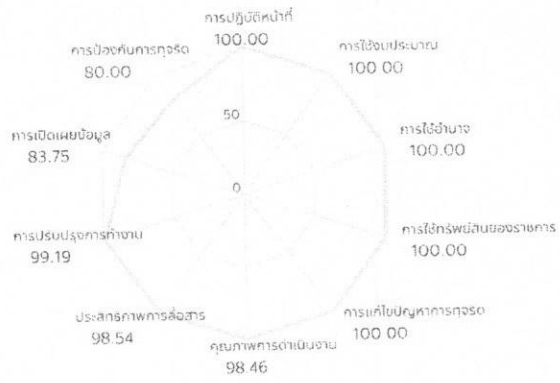 การปฏิบัติหน้าที่
100.00
การใช้งบประมาณ
100 00
การใช้อำนาจ
100.00
การใช้ทรัพย์สินของราชการ
100.00
การแก้ไขปัญหาการทุจริต
100 00
คุณภาพการดำเนินงาน
98.46
ประสิทธิภาพการสื่อสาร
98.54
การปรับปรุงการทำงาน
99.19
การเปิดเผยข้อมูล
83.75
การป้องกันการทุจริต
80.00
50
0